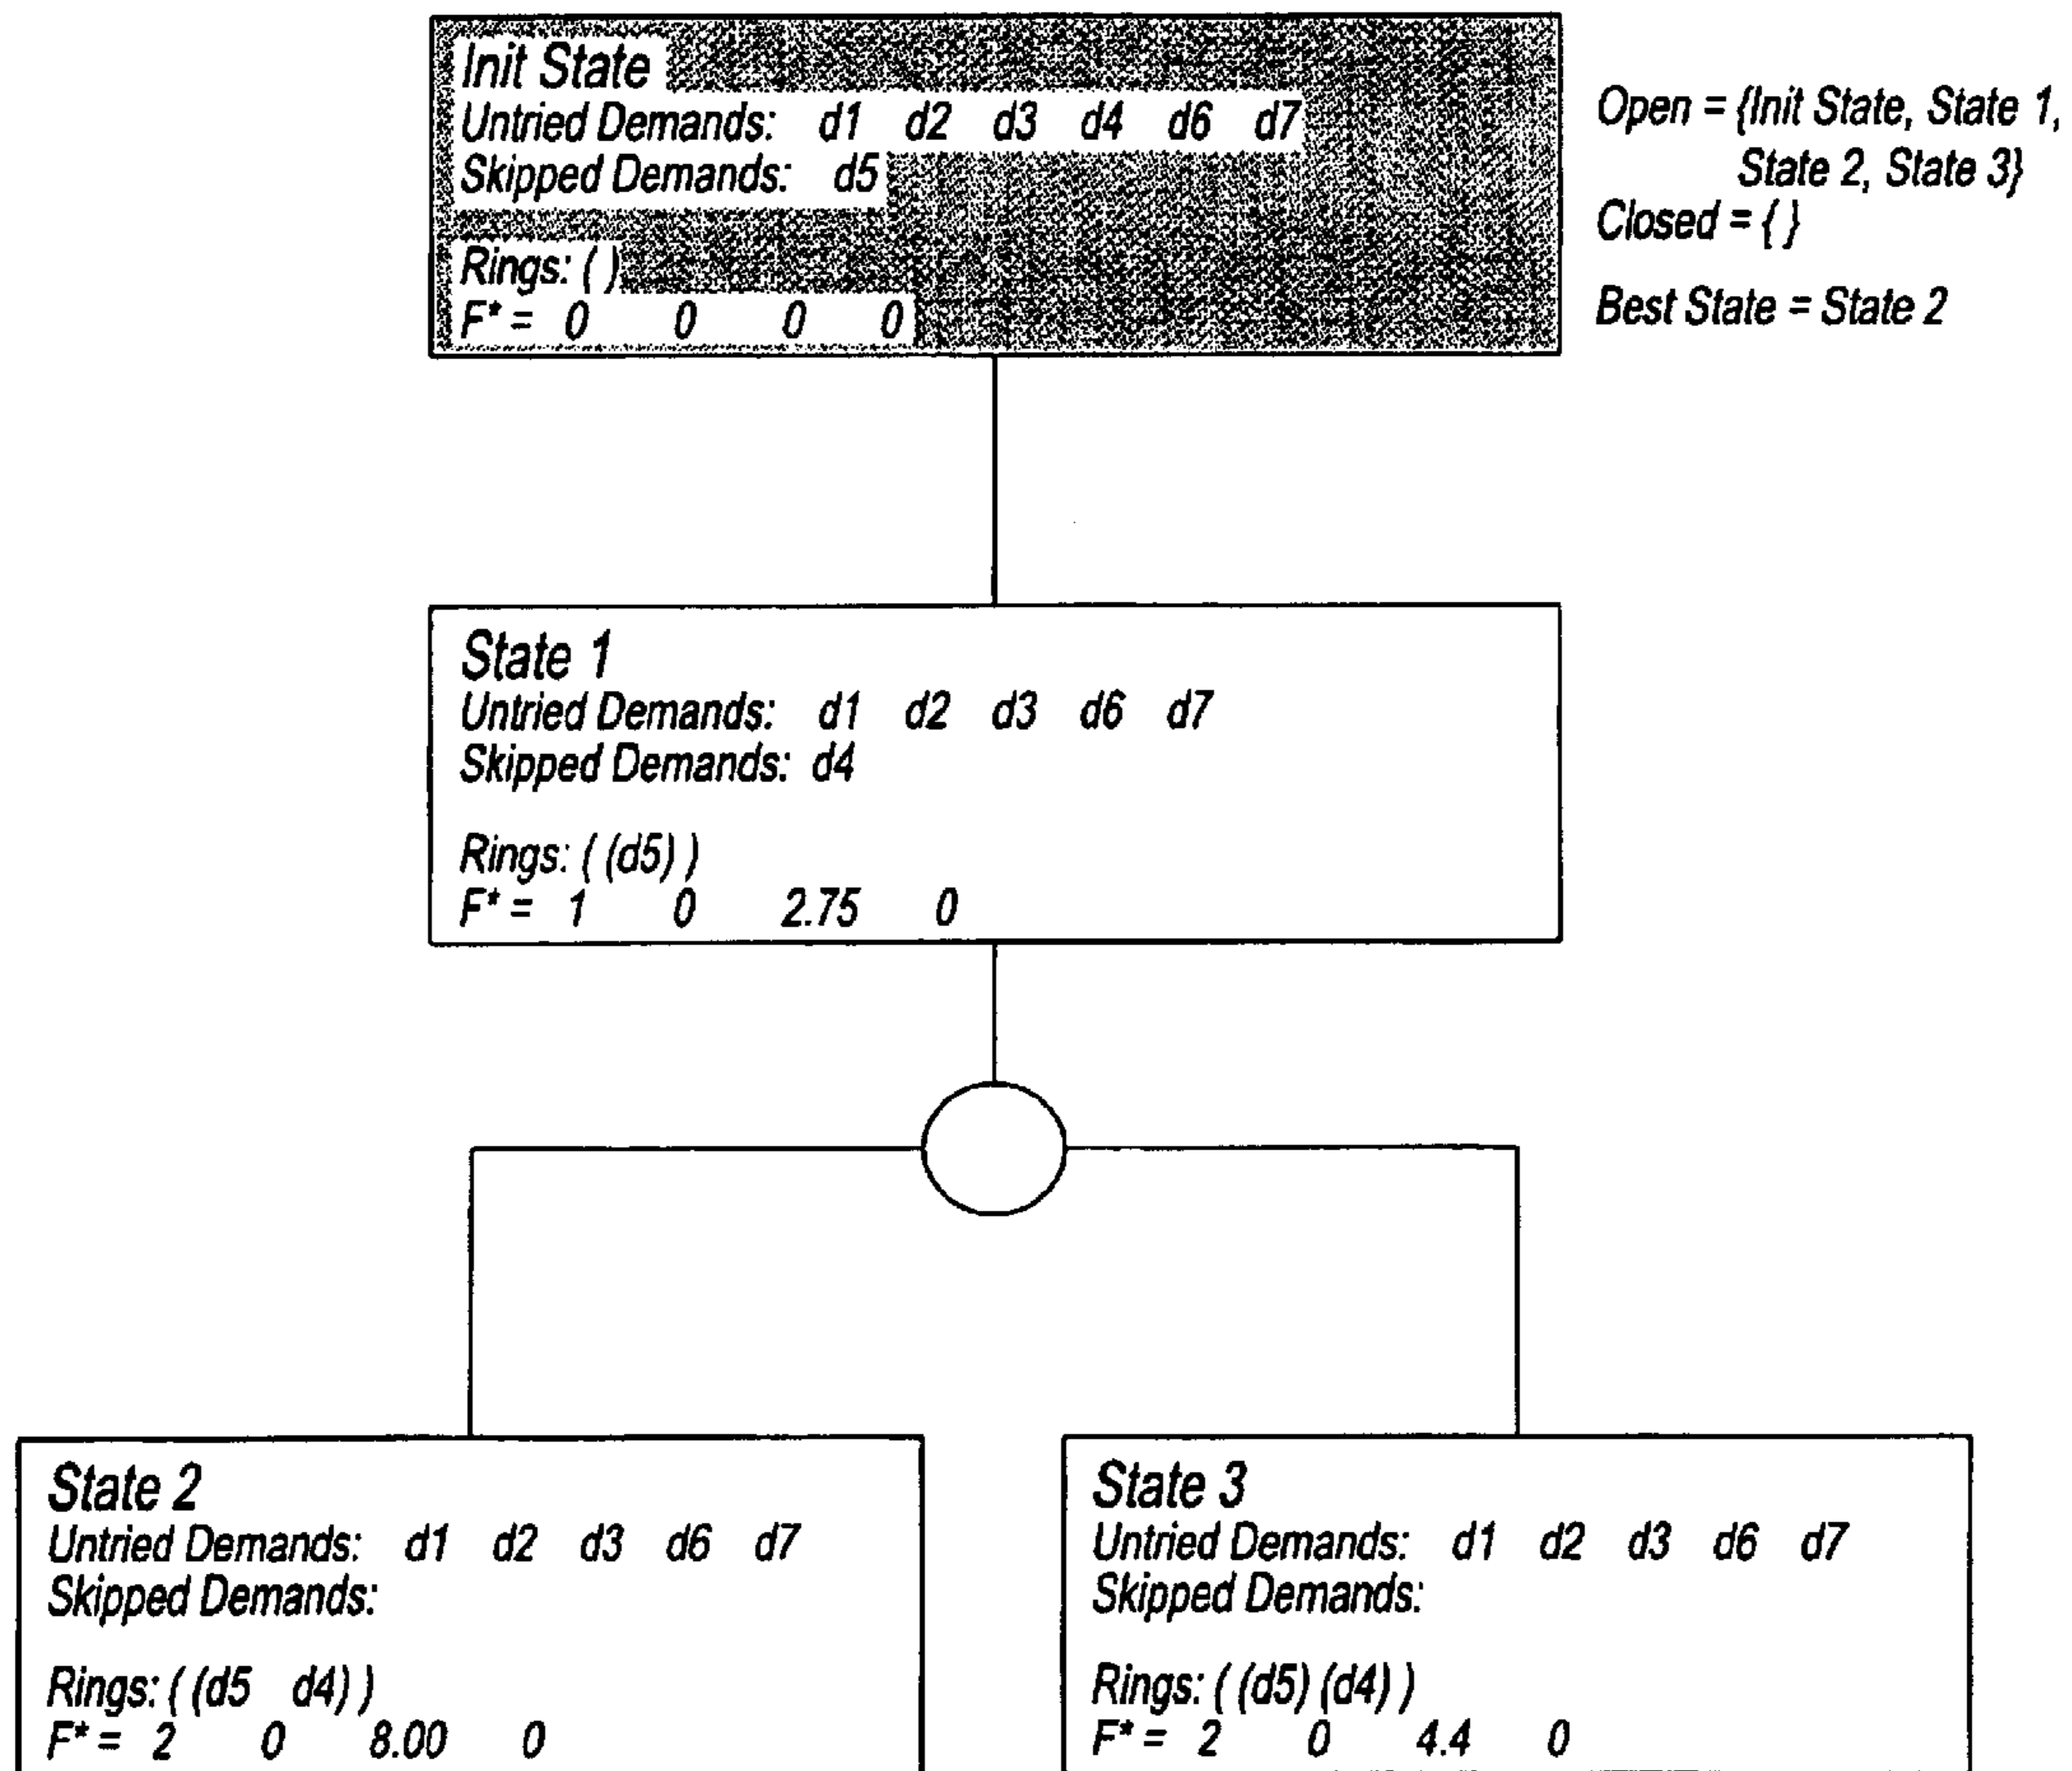 Init State
Untried Demands: d1 d2 d3 d4 d6 d7
Skipped Demands: d5
Rings: ( )
F* = 0 0 0 0
Open = {Init State, State 1,
State 2, State 3}
Closed = { }
Best State = State 2
State 1
Untried Demands: d1 d2 d3 d6 d7
Skipped Demands: d4
Rings: ( (d5) )
F* = 1 0 2.75 0
State 2
Untried Demands: d1 d2 d3 d6 d7
Skipped Demands:
Rings: ( (d5 d4) )
F* = 2 0 8.00 0
State 3
Untried Demands: d1 d2 d3 d6 d7
Skipped Demands:
Rings: ( (d5) (d4) )
F* = 2 0 4.4 0